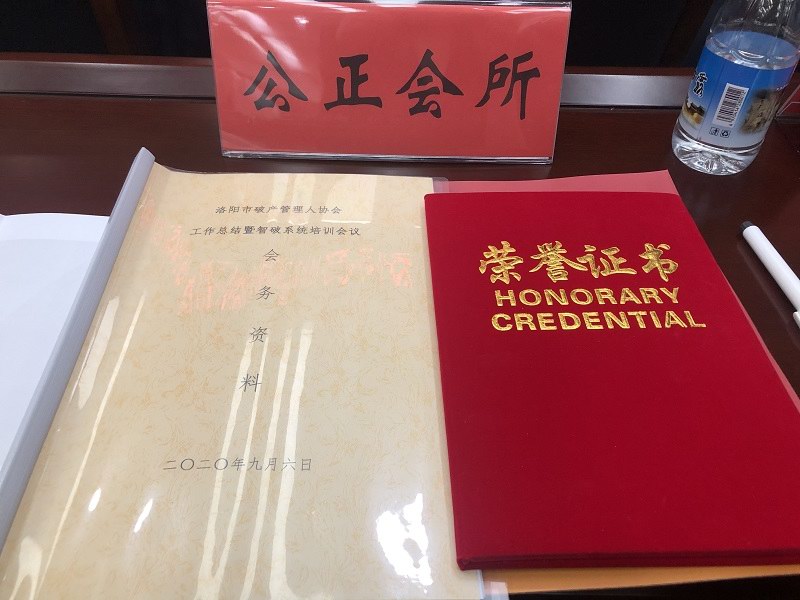 公正会所
洛阳市破产管理人协会
工作总结暨智破系统培训会议
会
务
资
料
二〇二〇年九月六日
荣誉证书
HONORARY
CREDENTIAL